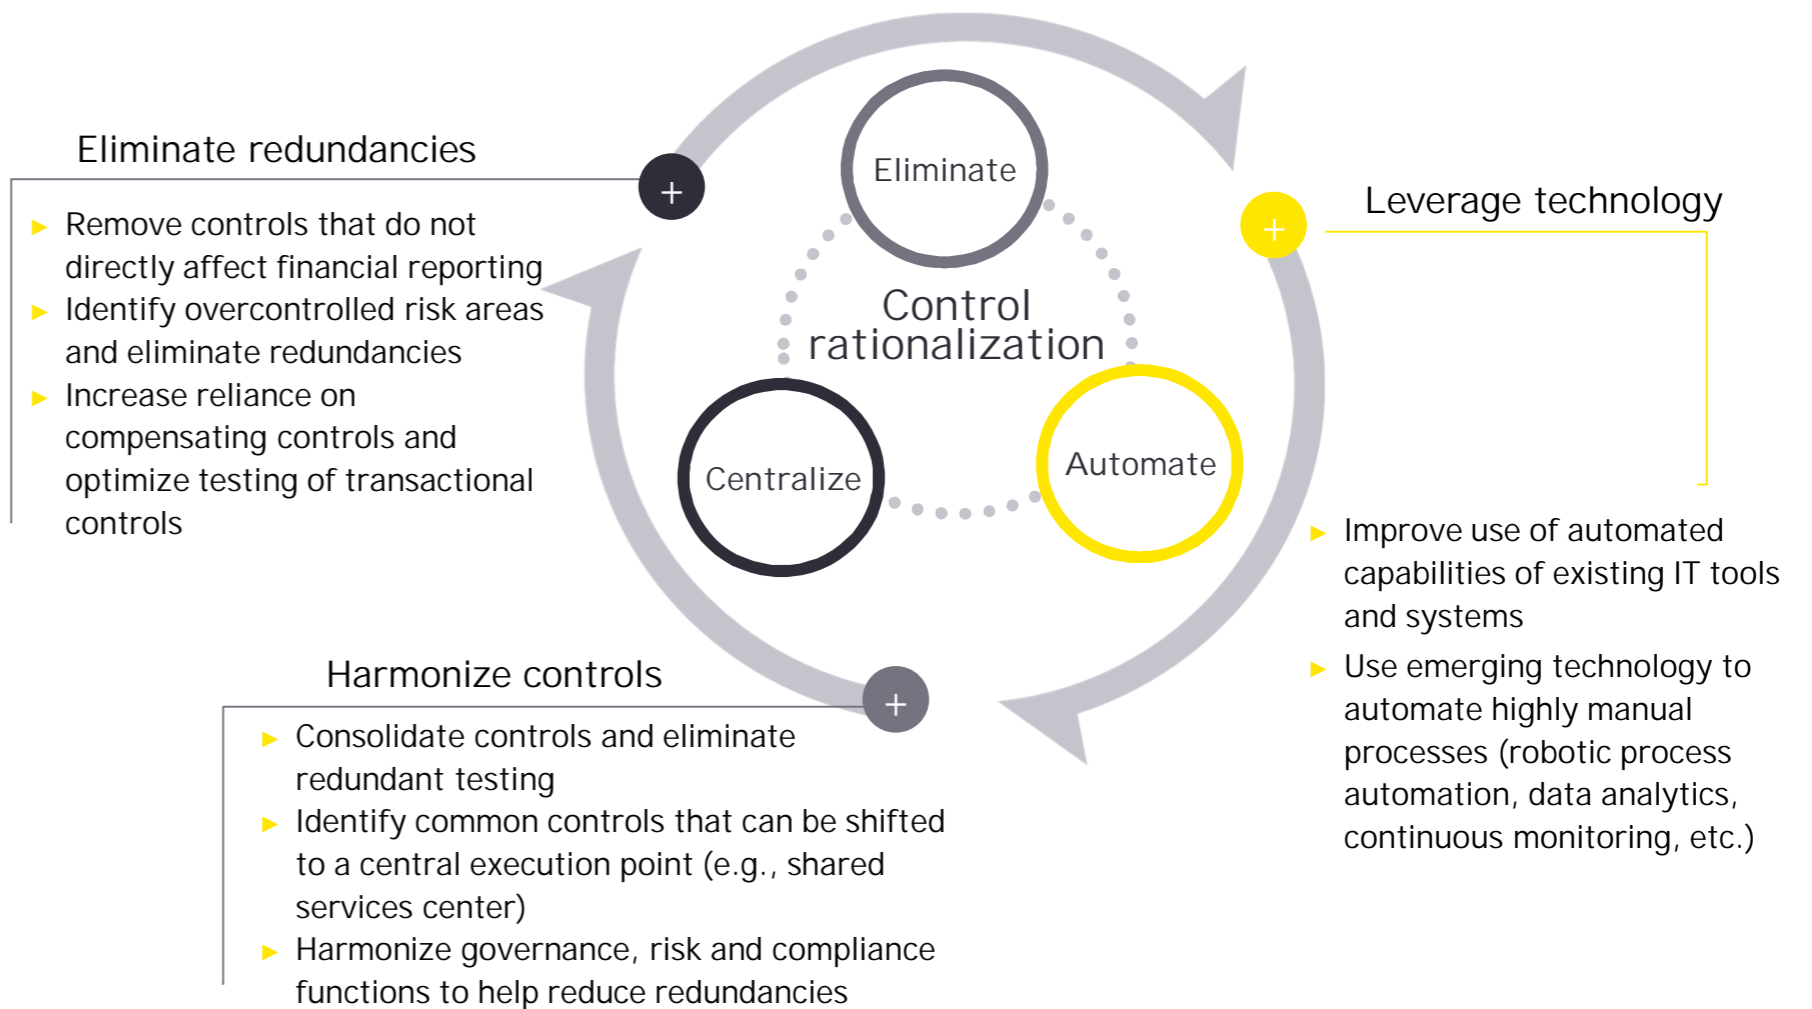 Eliminate redundancies
+
► Remove controls that do not
directly affect financial reporting
► Identify overcontrolled risk areas
and eliminate redundancies
► Increase reliance on
compensating controls and
optimize testing of transactional
controls
Eliminate
Control
rationalization
Centralize
Automate
+
Leverage technology
► Improve use of automated
capabilities of existing IT tools
and systems
► Use emerging technology to
automate highly manual
processes (robotic process
automation, data analytics,
continuous monitoring, etc.)
Harmonize controls
+
► Consolidate controls and eliminate
redundant testing
► Identify common controls that can be shifted
to a central execution point (e.g., shared
services center)
► Harmonize governance, risk and compliance
functions to help reduce redundancies